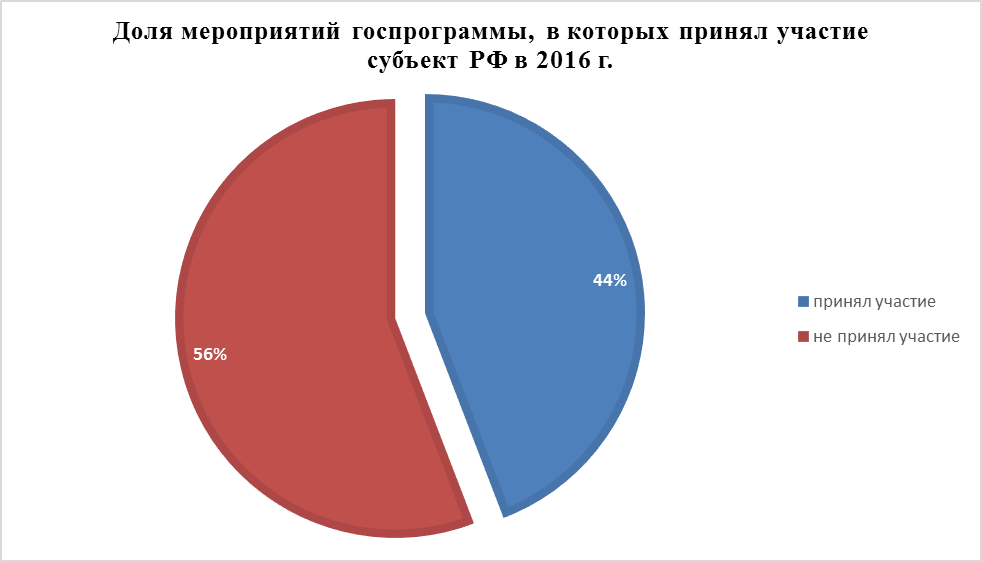 Доля мероприятий госпрограммы, в которых принял участие
субъект РФ в 2016 г.
44%
принял участие
не принял участие
56%